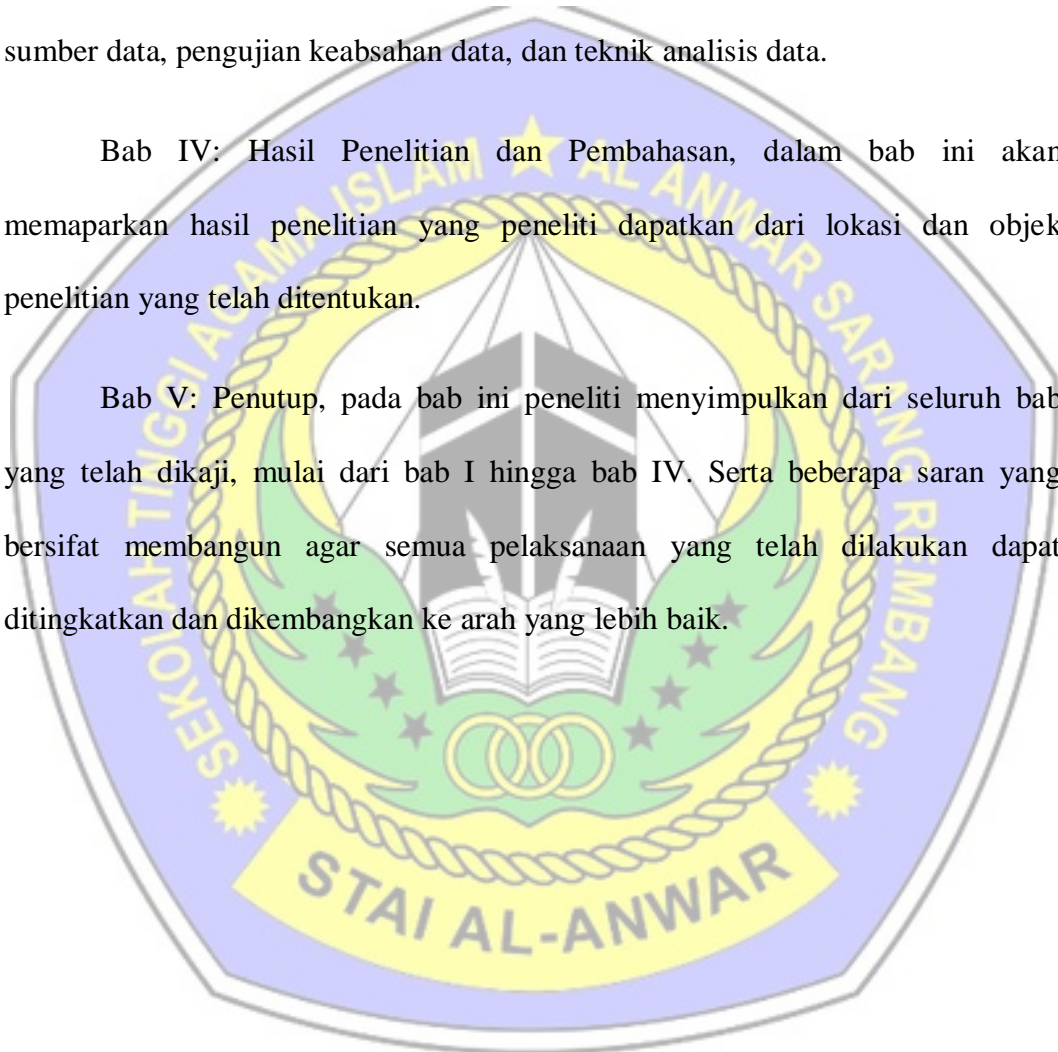 sumber data, pengujian keabsahan data, dan teknik analisis data.
Bab IV: Hasil Penelitian dan Pembahasan, dalam bab ini akan
memaparkan hasil penelitian yang peneliti dapatkan dari lokasi dan objek
penelitian yang telah ditentukan.
Bab V: Penutup, pada bab ini peneliti menyimpulkan dari seluruh bab
yang telah dikaji, mulai dari bab I hingga bab IV. Serta beberapa saran yang
bersifat membangun agar semua pelaksanaan yang telah dilakukan dapat
ditingkatkan dan dikembangkan ke arah yang lebih baik.
SEKOLAH TINGGI AGAMA ISLAM AL ANWAR SARANG REMBANG
STAI AL-ANWAR